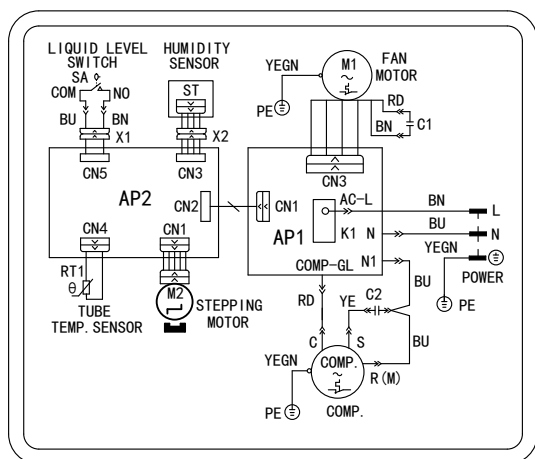 LIQUID LEVEL
SWITCH
SA
COM
NO
BU
BN
X1
HUMIDITY
SENSOR
ST
X2
CN5
CN3
AP2
CN2
CN4
CN1
RT1
θ
TUBE
TEMP. SENSOR
M2
STEPPING
MOTOR
M1
FAN
MOTOR
YEGN
PE
RD
BN
C1
CN3
CN1
AP1
AC-L
K1
N
N1
COMP-GL
BN
L
BU
N
YEGN
PE
POWER
RD
YE
C2
BU
BU
C
S
R(M)
COMP.
YEGN
PE
COMP.